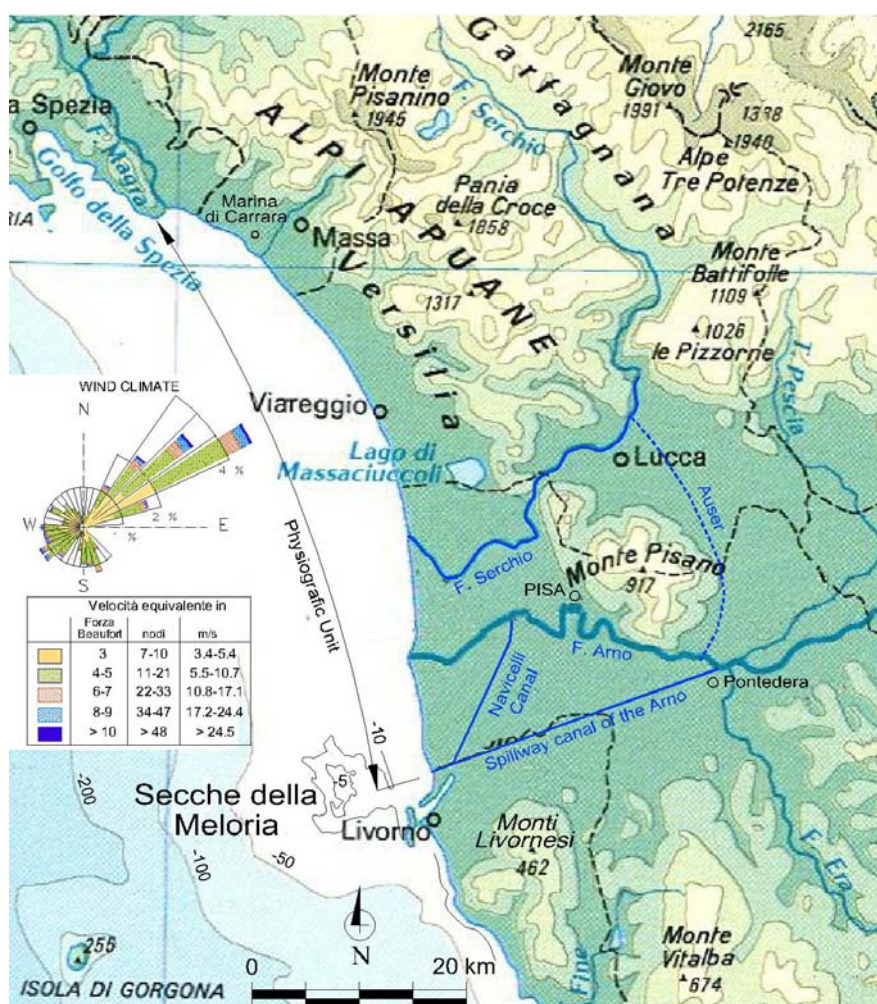 2165
Garfagnana
Monte
Pisanino
1945
Monte
Giovo
1991
1338
1940
Alpe
Tre Potenze
a Spezia
F. Magra
Golfo della Spezia
RIA
F. Serchio
ALPI APUANE
Pania
della Croce
1858
Marina
di Carrara
Massa
Versilia
Monte
Battifolle
1109
1026
le Pizzorne
T. Pescia
1317
WIND CLIMATE
N
W
E
S
4 %
2 %
%
Viareggio
Lago di
Massaciuccoli
Lucca
Auser
Physiografic Unit
F. Serchio
Monte Pisano
917
PISA
F. Arno
Navicelli
Canal
Pontedera
Spillway canal of the Arno
Velocità equivalente in
Forza
Beaufort nodi m/s
3 7-10 3.4-5.4
4-5 11-21 5.5-10.7
6-7 22-33 10.8-17.1
8-9 34-47 17.2-24.4
> 10 > 48 > 24.5
-10
-5
Secche della
Meloria
Livorno
-200
-100
-50
Monti
Livornesi
462
F. Era
Fine
Monte
Vitalba
674
255
ISOLA DI GORGONA
N
0 20 km